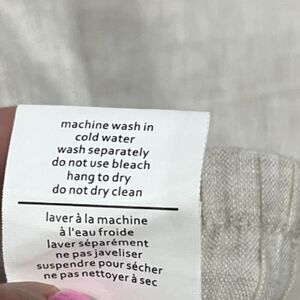 machine wash in
cold water
wash separately
do not use bleach
hang to dry
do not dry clean
laver à la machine
à l'eau froide
laver séparément
ne pas javeliser
suspendre pour sécher
ne pas nettoyer à sec